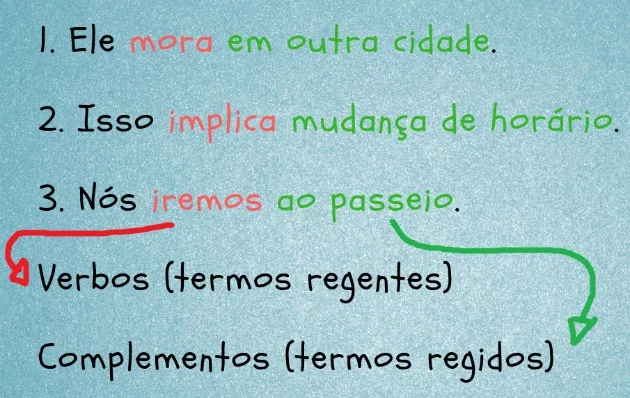 1. Ele mora em outra cidade.
2. Isso implica mudança de horário.
3. Nós iremos ao passeio.
Verbos (termos regentes)
Complementos (termos regidos)